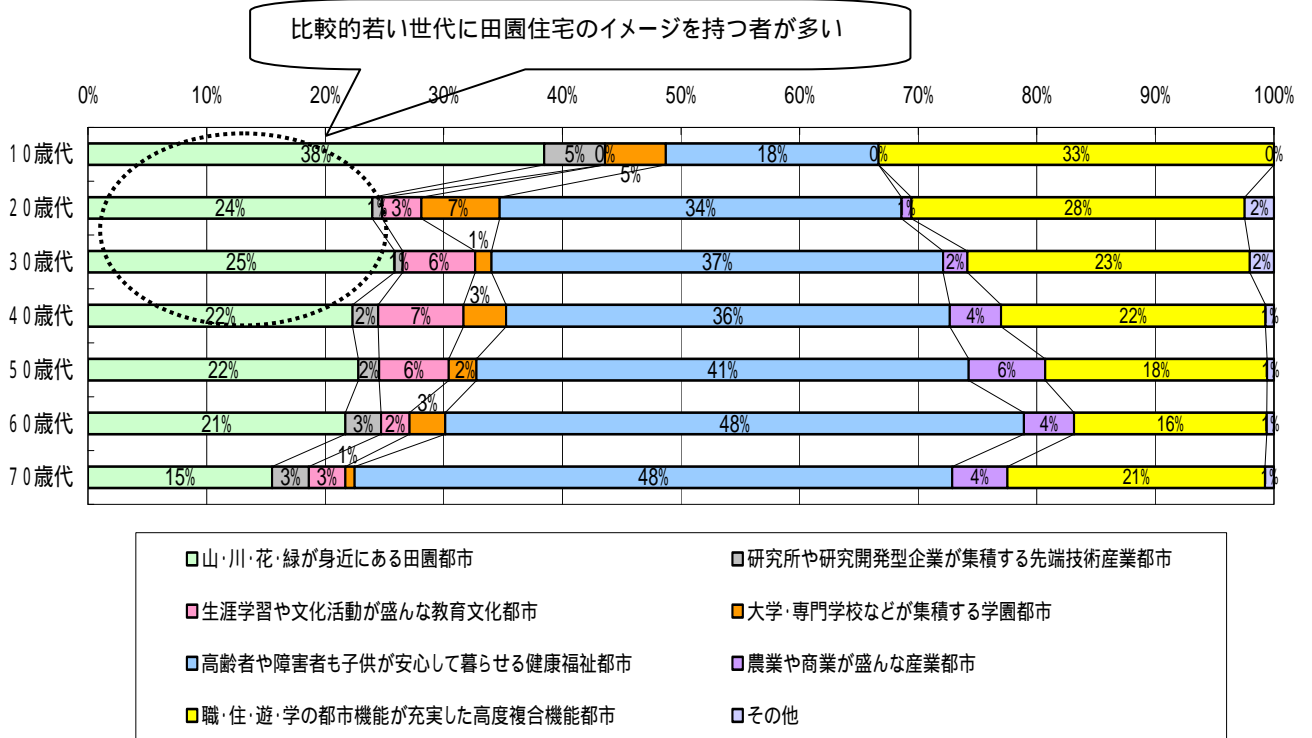 比較的若い世代に田園住宅のイメージを持つ者が多い
0% 10% 20% 30% 40% 50% 60% 70% 80% 90% 100%
10歳代 38% 5% 0% 5% 18% 0% 33% 0%
20歳代 24% 1% 3% 7% 34% 1% 28% 2%
30歳代 25% 1% 6% 1% 37% 2% 23% 2%
40歳代 22% 2% 7% 3% 36% 4% 22% 1%
50歳代 22% 2% 6% 2% 41% 6% 18% 1%
60歳代 21% 3% 2% 3% 48% 4% 16% 1%
70歳代 15% 3% 3% 1% 48% 4% 21% 1%
山・川・花・緑が身近にある田園都市 研究所や研究開発型企業が集積する先端技術産業都市
生涯学習や文化活動が盛んな教育文化都市 大学・専門学校などが集積する学園都市
高齢者や障害者も子供が安心して暮らせる健康福祉都市 農業や商業が盛んな産業都市
職・住・遊・学の都市機能が充実した高度複合機能都市 その他